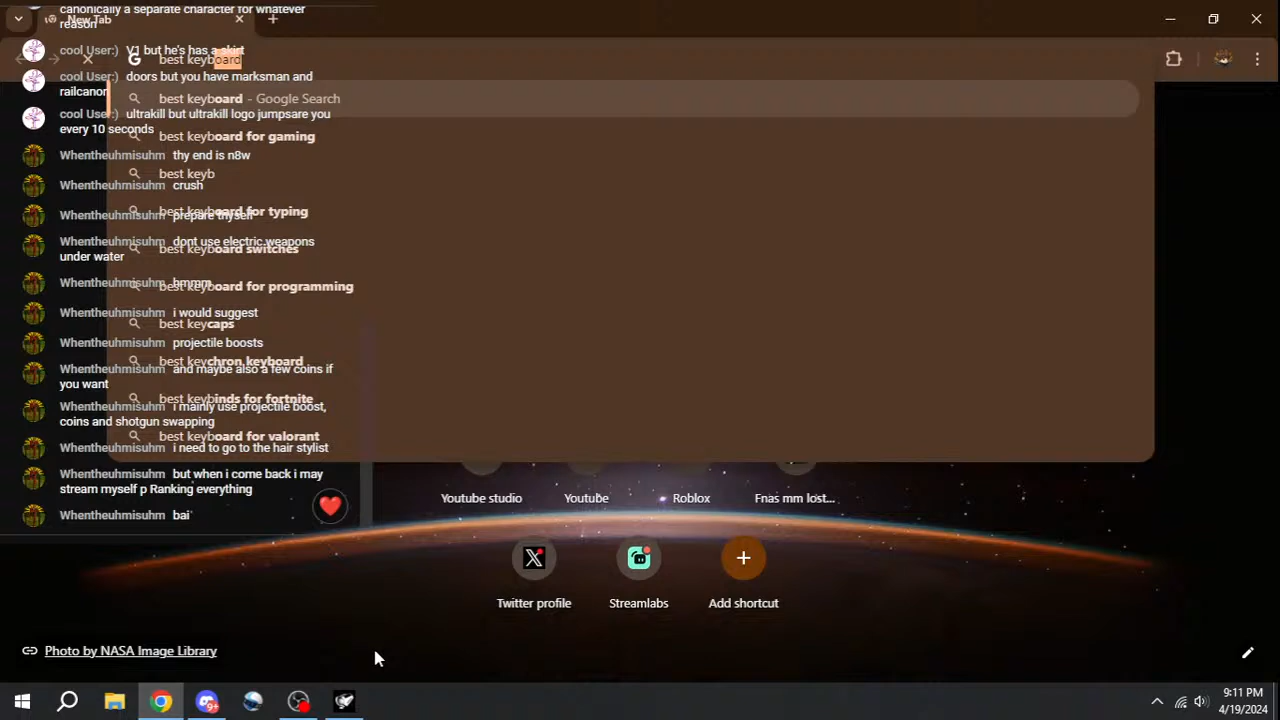 canonically a separate character for whatever
reason
New Tab
cool User:) V1 but he's has a skirt
best keyboard
cool User:) doors but you have marksman and
railcanon
best keyboard - Google Search
cool User:) ultrakill but ultrakill logo jumpsare you
every 10 seconds
best keyboard for gaming
Whentheuhmisuhm thy end is n8w
best keyb
Whentheuhmisuhm crush
best keyboard for typing
Whentheuhmisuhm prepare thyself
Whentheuhmisuhm dont use electric weapons
under water
best keyboard switches
Whentheuhmisuhm hmmm
best keyboard for programming
Whentheuhmisuhm i would suggest
best keycaps
Whentheuhmisuhm projectile boosts
best keychron keyboard
Whentheuhmisuhm and maybe also a few coins if
you want
best keybinds for fortnite
Whentheuhmisuhm i mainly use projectile boost,
coins and shotgun swapping
best keyboard for valorant
Whentheuhmisuhm i need to go to the hair stylist
Whentheuhmisuhm but when i come back i may
stream myself p Ranking everything
Whentheuhmisuhm bai
Youtube studio
Youtube
Roblox
Fnas mm lost...
Twitter profile
Streamlabs
Add shortcut
Photo by NASA Image Library
9+
9:11 PM
4/19/2024